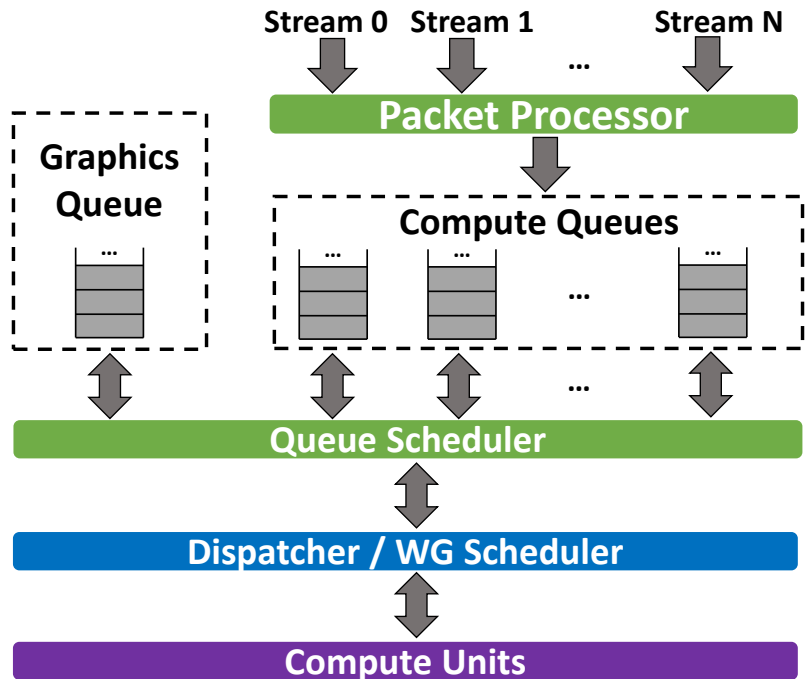 Stream 0 Stream 1 ... Stream N
Packet Processor
Graphics
Queue
...
Compute Queues
... ... ... ...
...
Queue Scheduler
Dispatcher / WG Scheduler
Compute Units